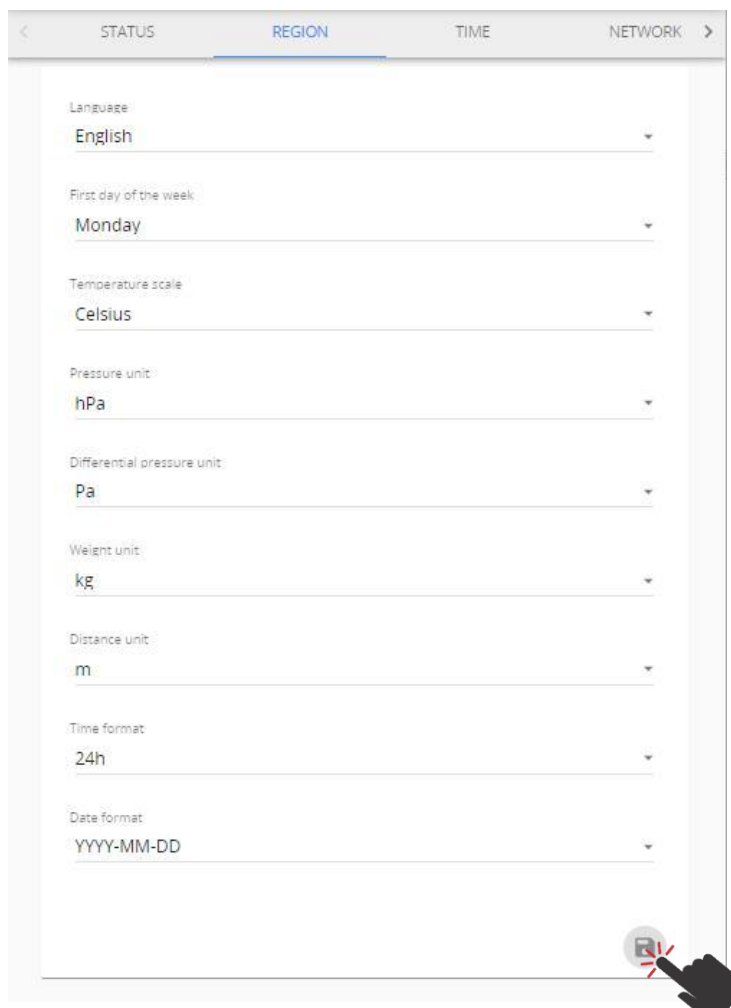 STATUS REGION TIME NETWORK
Language
English
First day of the week
Monday
Temperature scale
Celsius
Pressure unit
hPa
Differential pressure unit
Pa
Weight unit
kg
Distance unit
m
Time format
24h
Date format
YYYY-MM-DD